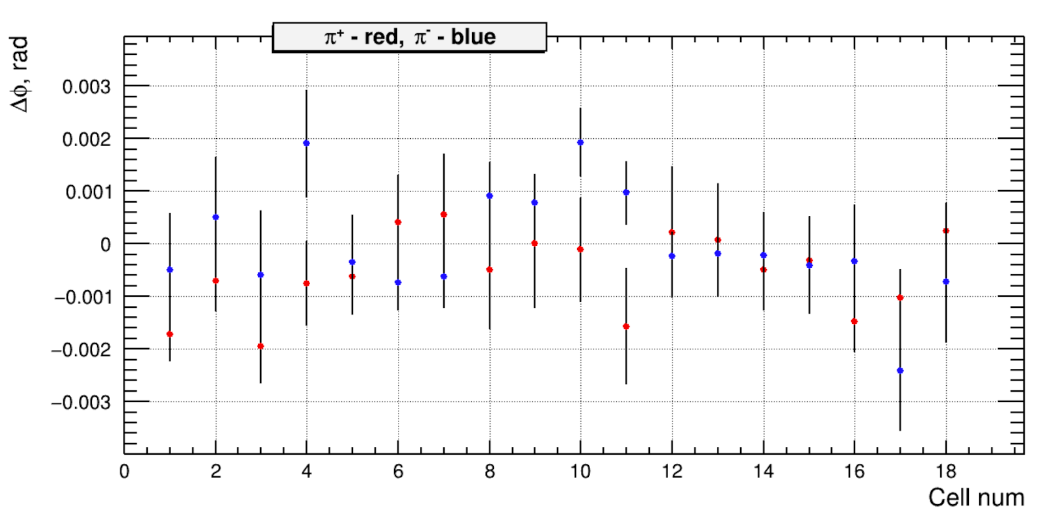 π⁺ - red, π⁻ - blue
Δϕ, rad
0.003
0.002
0.001
0
−0.001
−0.002
−0.003
0 2 4 6 8 10 12 14 16 18
Cell num